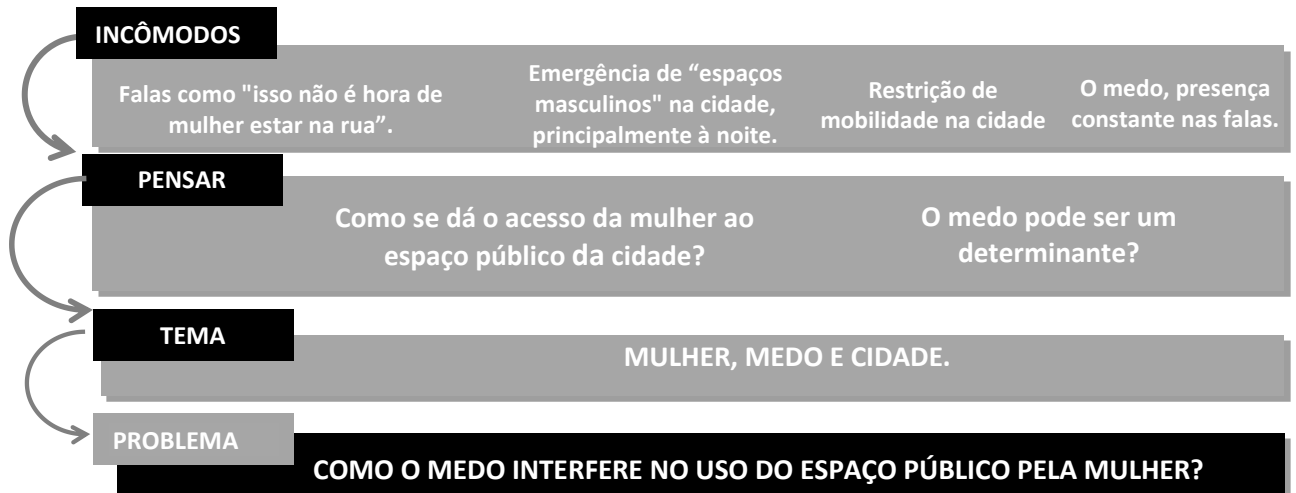 INCÔMODOS
Falas como "isso não é hora de
mulher estar na rua”.
Emergência de “espaços
masculinos" na cidade,
principalmente à noite.
Restrição de
mobilidade na cidade
O medo, presença
constante nas falas.
PENSAR
Como se dá o acesso da mulher ao
espaço público da cidade?
O medo pode ser um
determinante?
TEMA
MULHER, MEDO E CIDADE.
PROBLEMA
COMO O MEDO INTERFERE NO USO DO ESPAÇO PÚBLICO PELA MULHER?